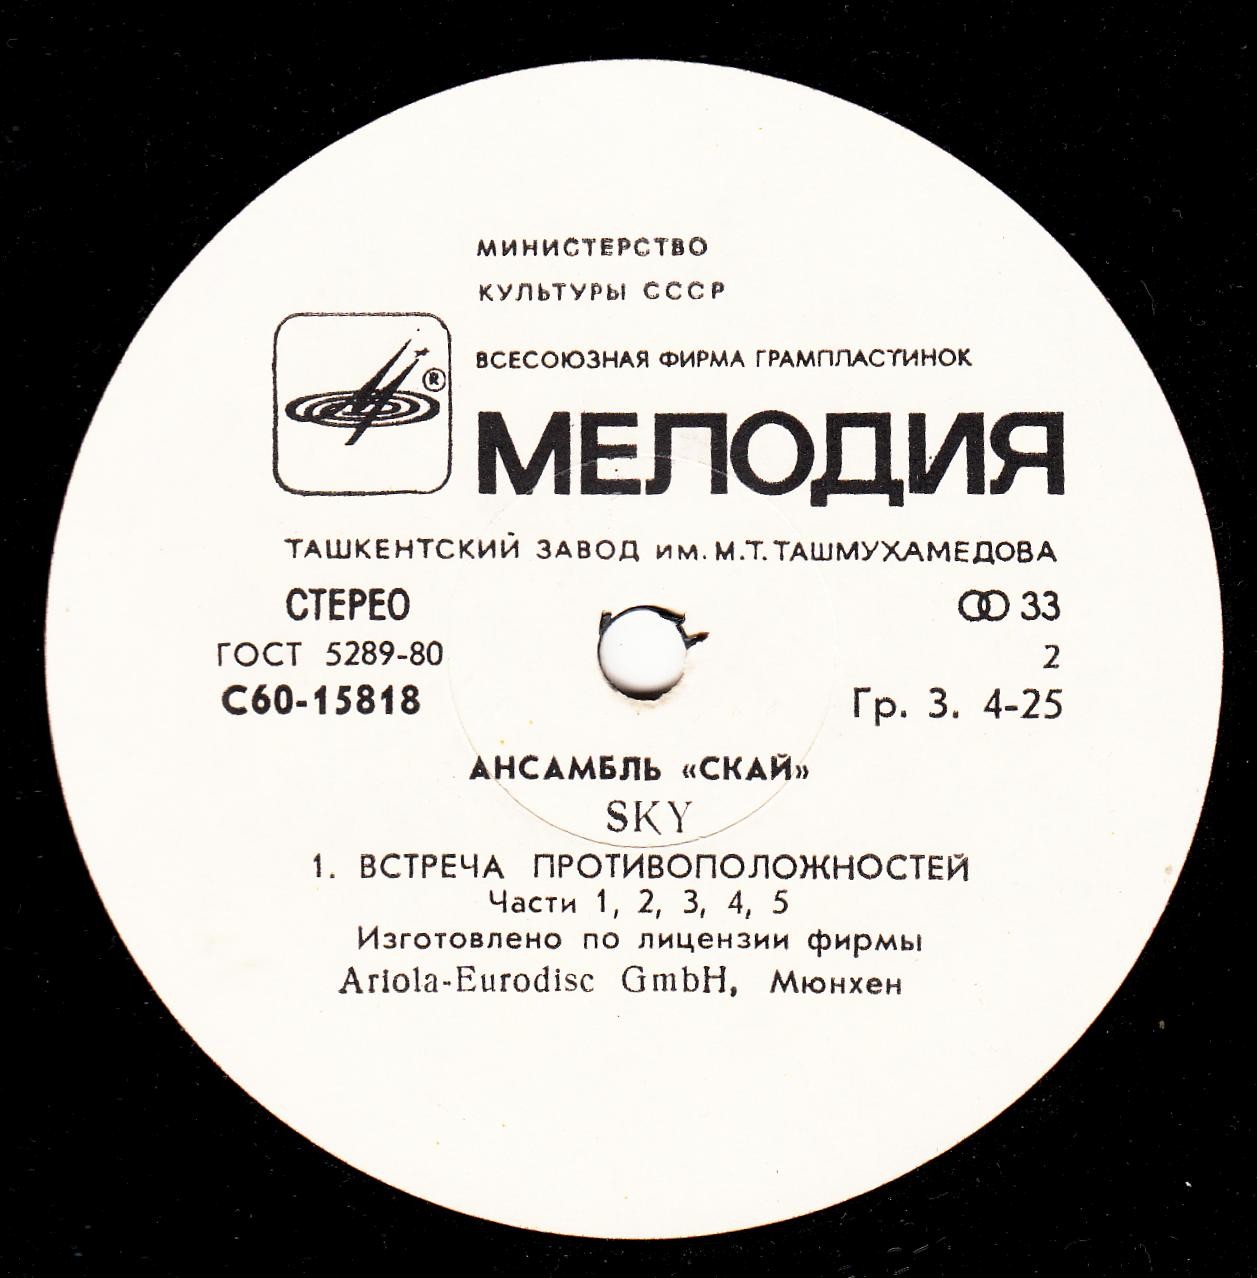 МИНИСТЕРСТВО
КУЛЬТУРЫ СССР
ВСЕСОЮЗНАЯ ФИРМА ГРАМПЛАСТИНОК
®
МЕЛОДИЯ
ТАШКЕНТСКИЙ ЗАВОД им. М.Т. ТАШМУХАМЕДОВА
СТЕРЕО 33
ГОСТ 5289-80 2
С60-15818 Гр. 3. 4-25
АНСАМБЛЬ «СКАЙ»
SKY
1. ВСТРЕЧА ПРОТИВОПОЛОЖНОСТЕЙ
Части 1, 2, 3, 4, 5
Изготовлено по лицензии фирмы
Ariola-Eurodisc GmbH, Мюнхен